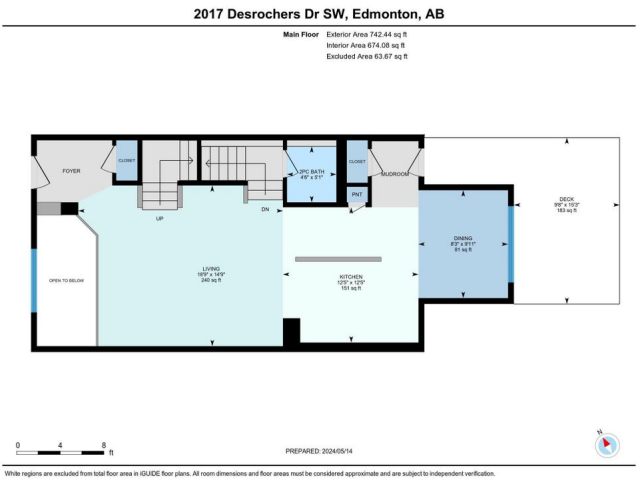 2017 Desrochers Dr SW, Edmonton, AB
Main Floor Exterior Area 742.44 sq ft
Interior Area 674.08 sq ft
Excluded Area 63.67 sq ft
FOYER
CLOSET
UP
DN
2PC BATH
4'6" x 5'1"
CLOSET
MUDROOM
PNT
DECK
9'8" x 15'3"
183 sq ft
DINING
8'3" x 9'11"
81 sq ft
OPEN TO BELOW
LIVING
18'9" x 14'9"
240 sq ft
KITCHEN
12'5" x 12'5"
151 sq ft
N
0 4 8 ft
PREPARED: 2024/05/14
White regions are excluded from total floor area in iGUIDE floor plans. All room dimensions and floor areas must be considered approximate and are subject to independent verification.